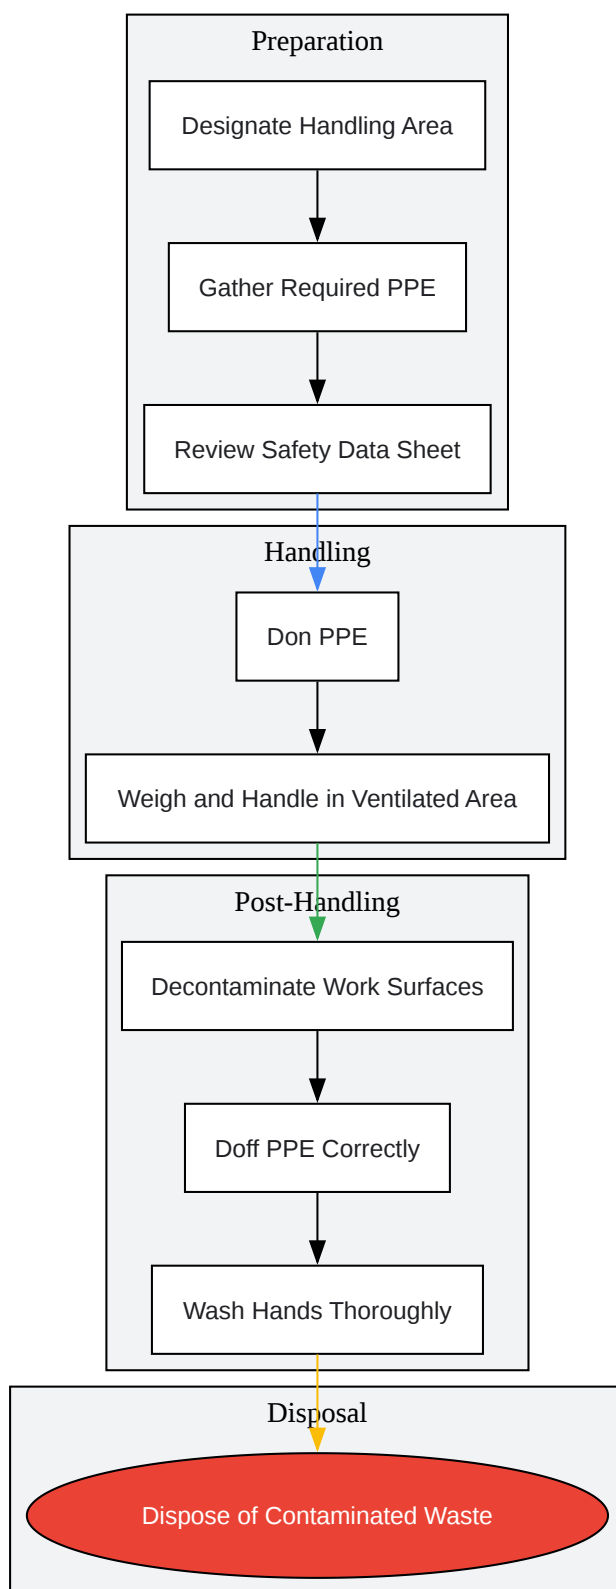 Preparation
Designate Handling Area
Gather Required PPE
Review Safety Data Sheet
Handling
Don PPE
Weigh and Handle in Ventilated Area
Post-Handling
Decontaminate Work Surfaces
Doff PPE Correctly
Wash Hands Thoroughly
Disposal
Dispose of Contaminated Waste